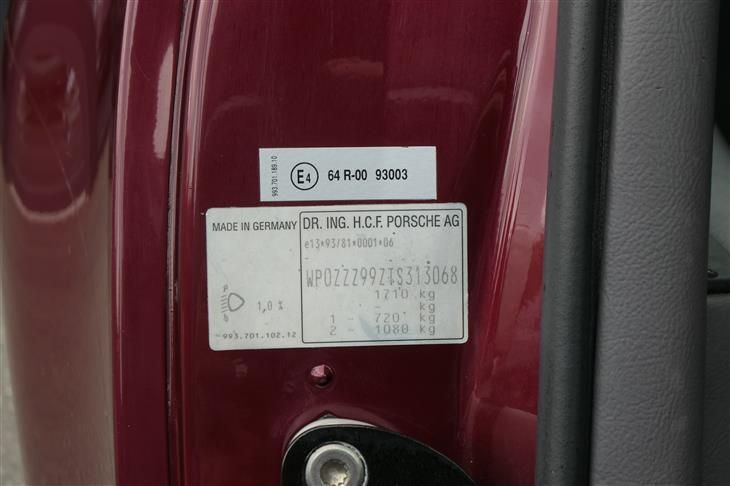 993.701.189.10
E4 64 R-00 93003
MADE IN GERMANY
DR. ING. H.C.F. PORSCHE AG
e13*93/81*0001*06
WP0ZZZ99ZTS313068
1710 kg
- kg
1 - 720 kg
2 - 1080 kg
1,0 %
993.701.102.12